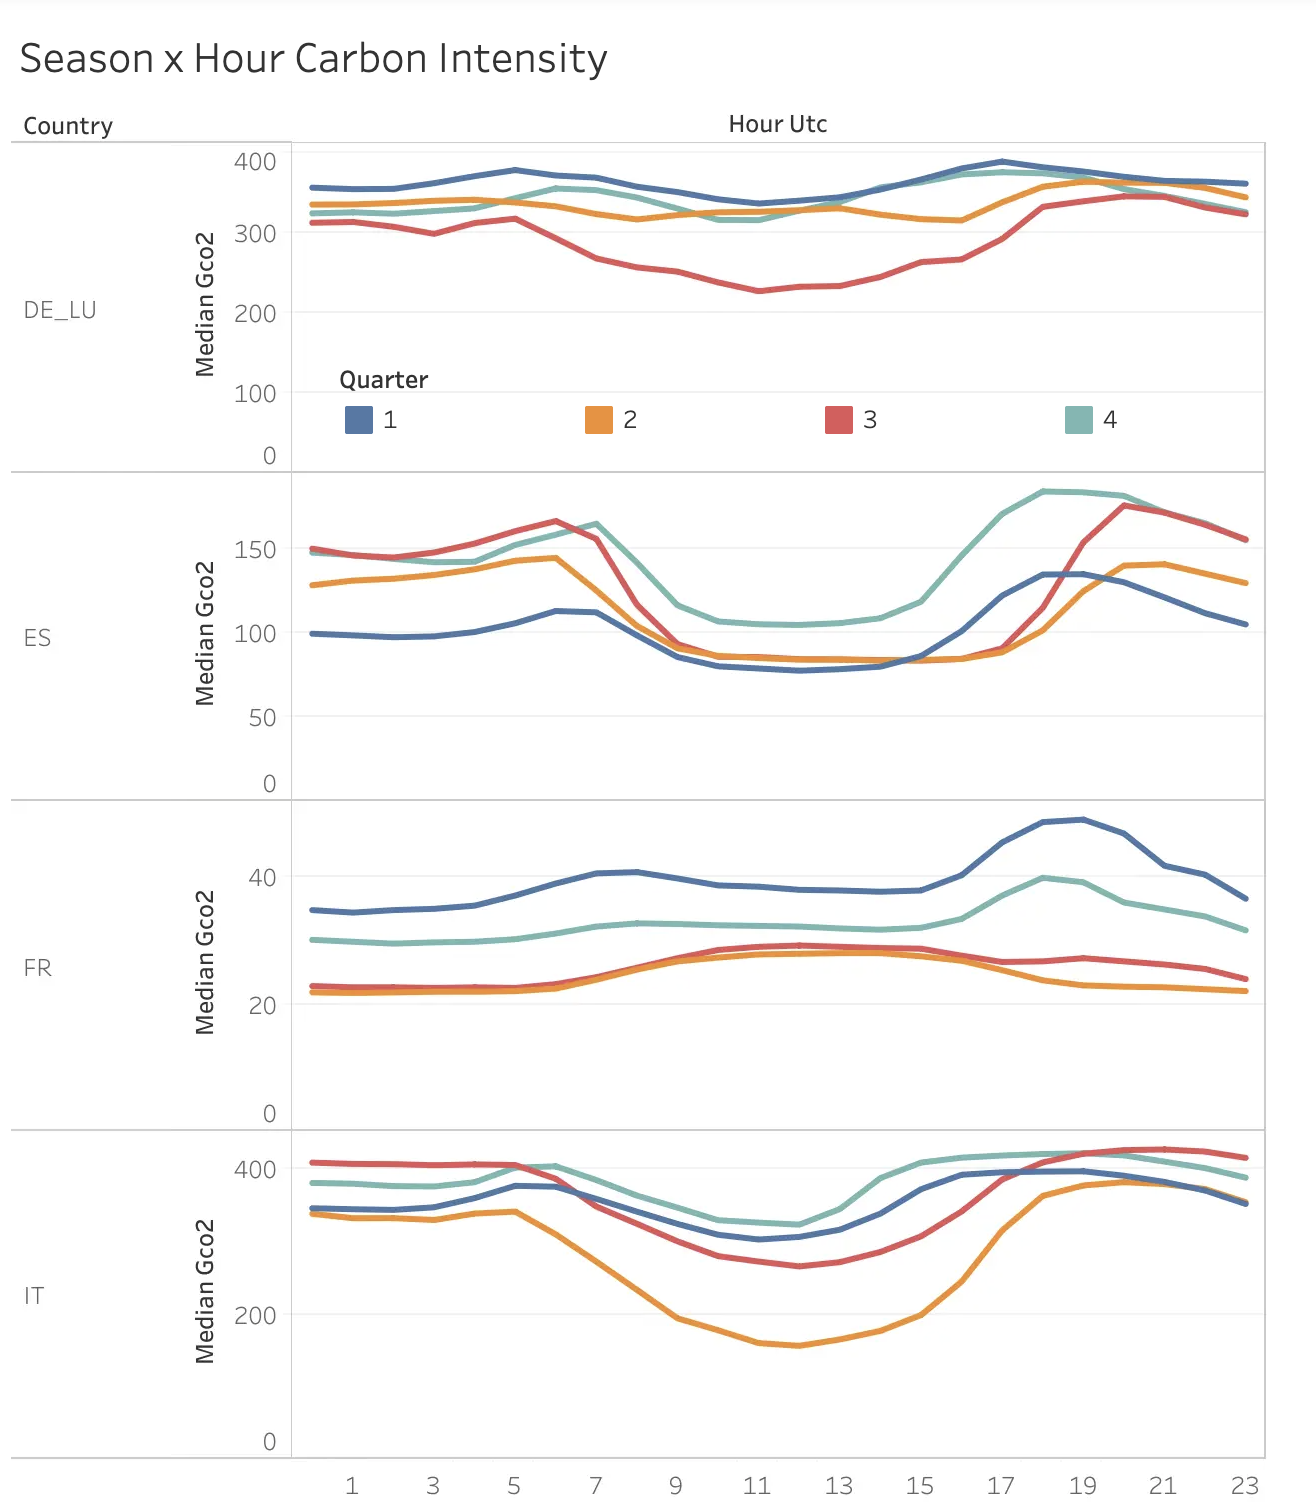 Season x Hour Carbon Intensity
Country
Hour Utc
DE_LU
Median Gco2
400
300
200
100
0
Quarter
1 2 3 4
ES
Median Gco2
150
100
50
0
FR
Median Gco2
40
20
0
IT
Median Gco2
400
200
0
1 3 5 7 9 11 13 15 17 19 21 23